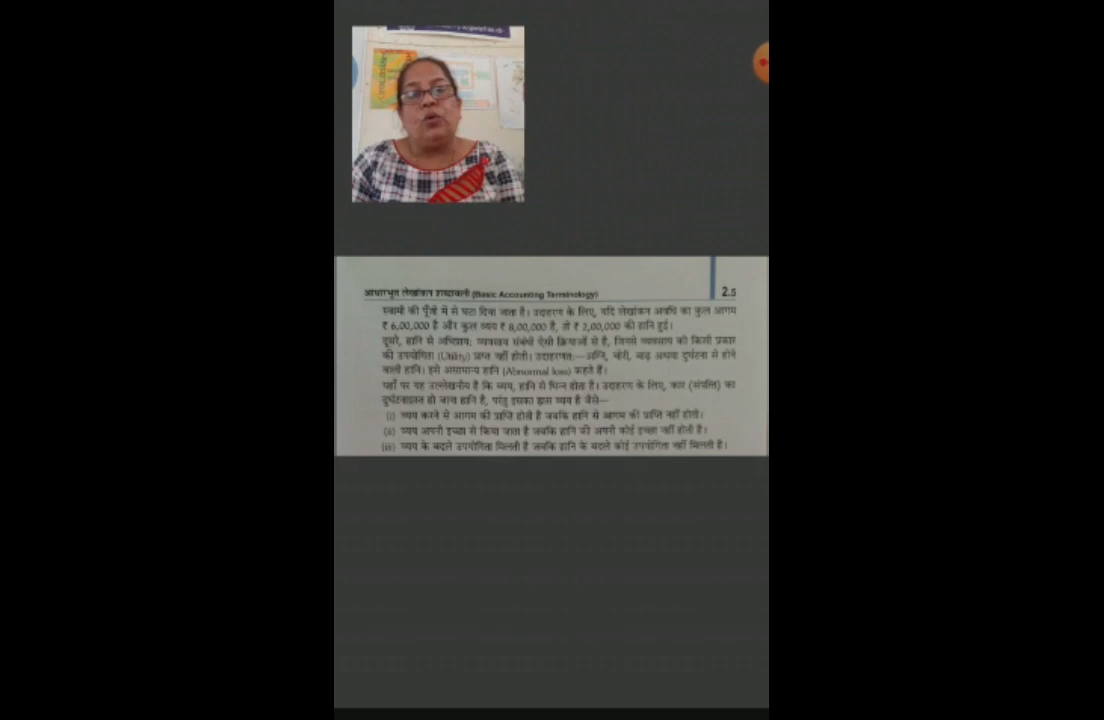 आधारभूत लेखांकन शब्दावली (Basic Accounting Terminology) 2.5
स्वामी की पूँजी में से घटा दिया जाता है। उदाहरण के लिए, यदि लेखांकन अवधि का कुल आगम
₹ 6,00,000 है और कुल व्यय ₹ 8,00,000 है, तो ₹ 2,00,000 की हानि हुई।
दूसरे, हानि से अभिप्राय: व्यवसाय संबंधी ऐसी क्रियाओं से है, जिनसे व्यवसाय को किसी प्रकार
की उपयोगिता (Utility) प्राप्त नहीं होती। उदाहरणत:—अग्नि, चोरी, बाढ़ अथवा दुर्घटना से होने
वाली हानि। इसे असामान्य हानि (Abnormal loss) कहते हैं।
यहाँ पर यह उल्लेखनीय है कि व्यय, हानि से भिन्न होता है। उदाहरण के लिए, कार (संपत्ति) का
दुर्घटनाग्रस्त हो जाना हानि है, परंतु इसका ह्रास व्यय है जैसे—
(i) व्यय करने से आगम की प्राप्ति होती है जबकि हानि से आगम की प्राप्ति नहीं होती।
(ii) व्यय अपनी इच्छा से किया जाता है जबकि हानि की अपनी कोई इच्छा नहीं होती है।
(iii) व्यय के बदले उपयोगिता मिलती है जबकि हानि के बदले कोई उपयोगिता नहीं मिलती है।